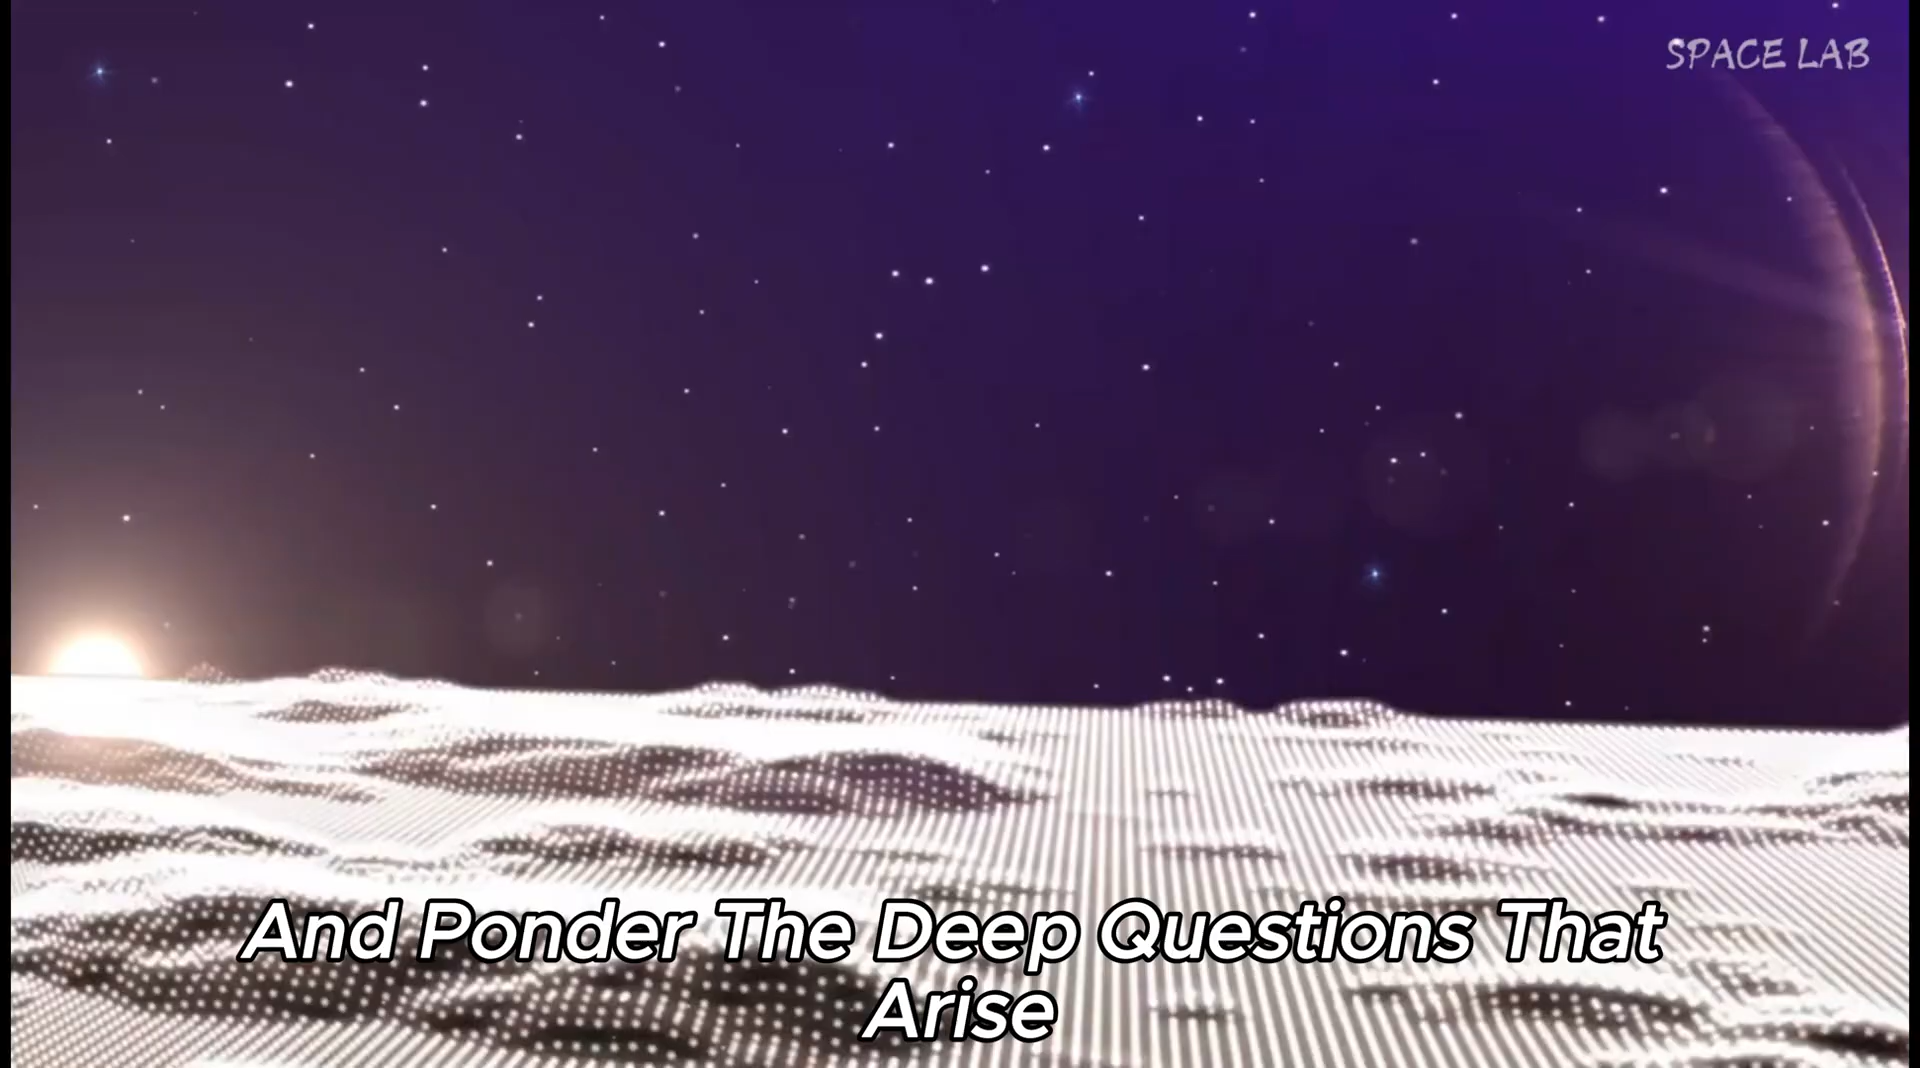 SPACE LAB
And Ponder The Deep Questions That
Arise